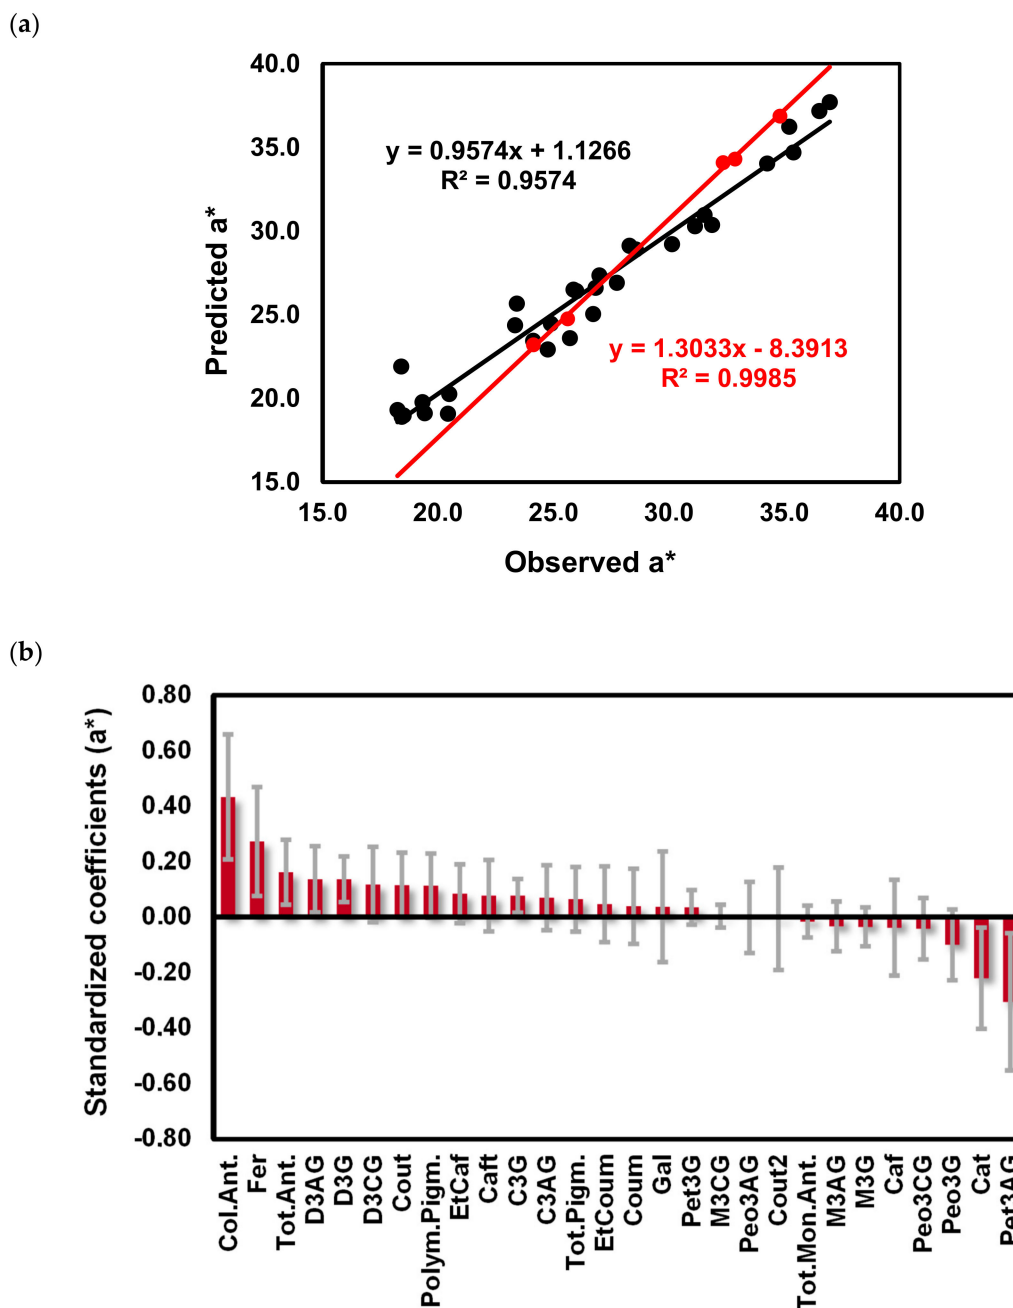 (a)
40.0
35.0
30.0
25.0
20.0
15.0
Predicted a*
y = 0.9574x + 1.1266
R² = 0.9574
y = 1.3033x - 8.3913
R² = 0.9985
15.0 20.0 25.0 30.0 35.0 40.0
Observed a*
(b)
Standardized coefficients (a*)
0.80
0.60
0.40
0.20
0.00
-0.20
-0.40
-0.60
-0.80
Col.Ant.
Fer
Tot.Ant.
D3AG
D3G
D3CG
Cout
Polym.Pigm.
EtCaf
Caft
C3G
C3AG
Tot.Pigm.
EtCoum
Coum
Gal
Pet3G
M3CG
Peo3AG
Cout2
Tot.Mon.Ant.
M3AG
M3G
Caf
Peo3CG
Peo3G
Cat
Pet3AG